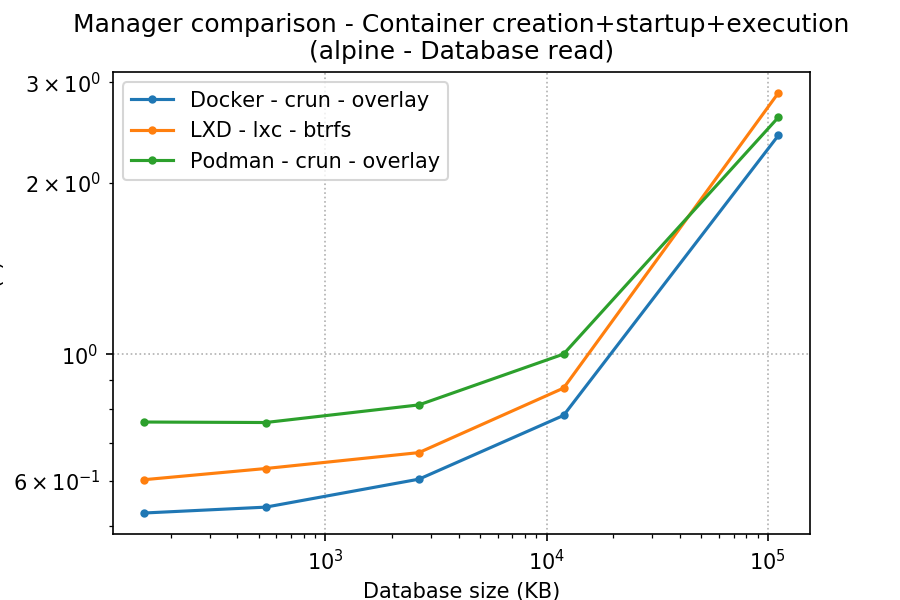 Manager comparison - Container creation+startup+execution
(alpine - Database read)
3 × 10⁰
2 × 10⁰
10⁰
6 × 10⁻¹
Docker - crun - overlay
LXD - lxc - btrfs
Podman - crun - overlay
10³ 10⁴ 10⁵
Database size (KB)